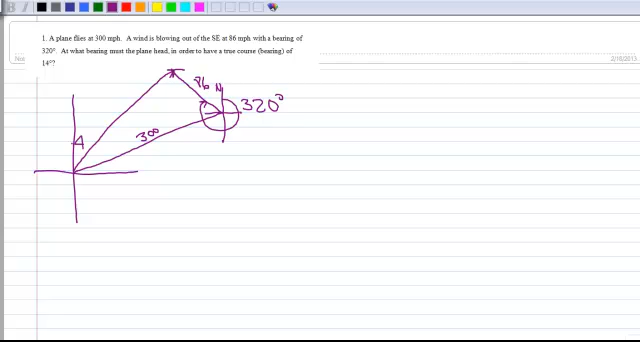 B I
1. A plane flies at 300 mph. A wind is blowing out of the SE at 86 mph with a bearing of
320°. At what bearing must the plane head, in order to have a true course (bearing) of
14°?
2/18/2013
86 N
320°
300